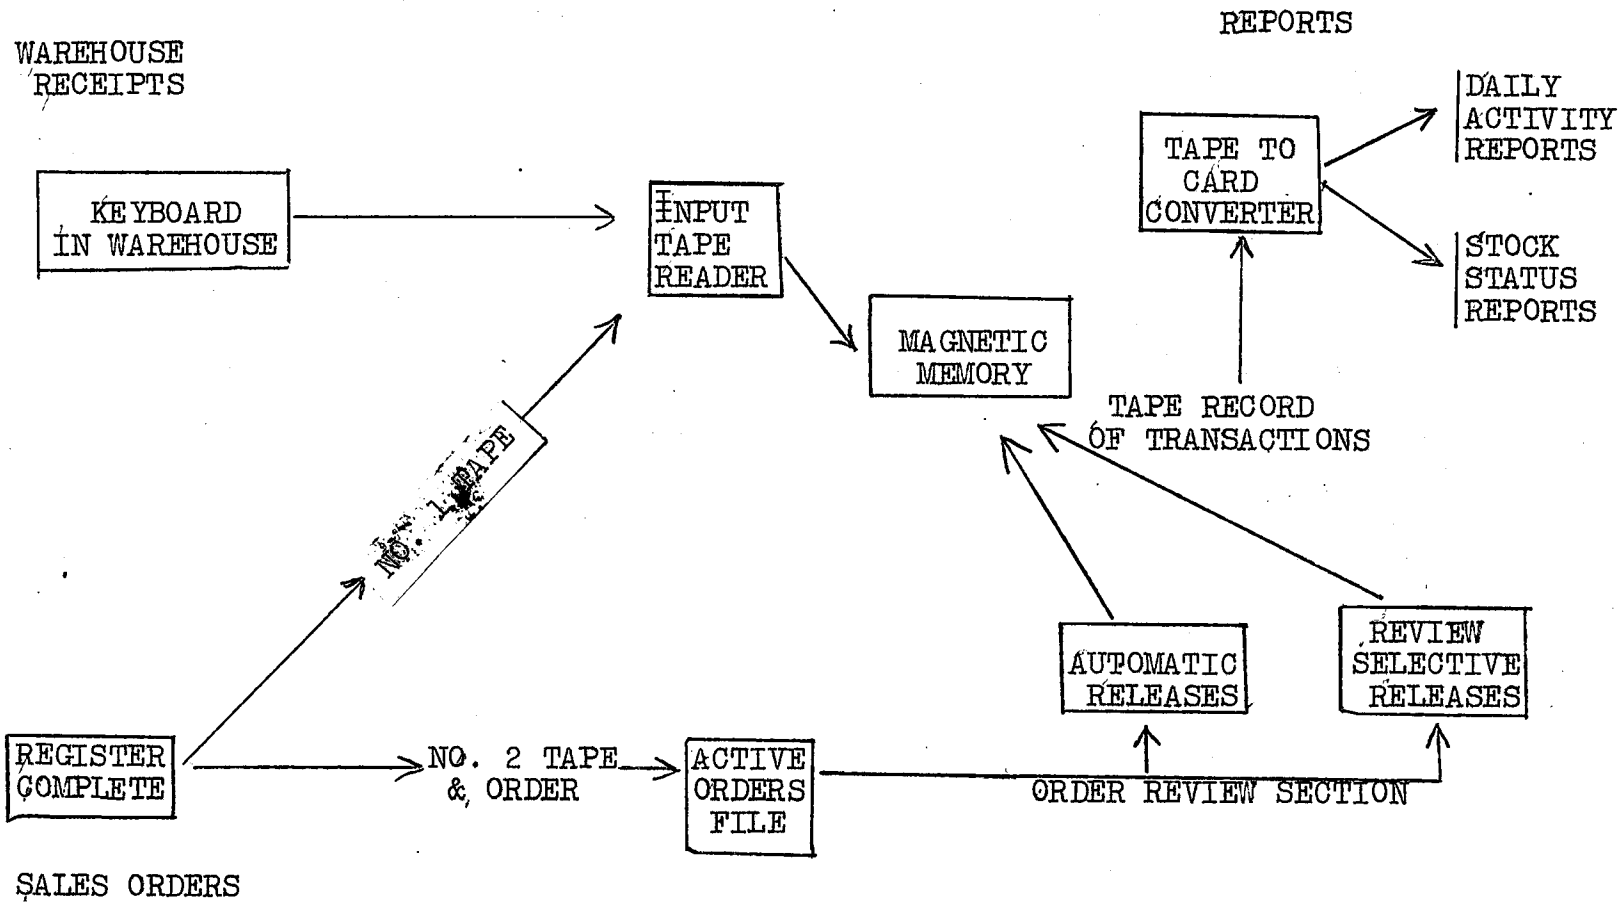 REPORTS
WAREHOUSE
RECEIPTS
DAILY
ACTIVITY
REPORTS
TAPE TO
CARD
CONVERTER
KEYBOARD
IN WAREHOUSE
INPUT
TAPE
READER
STOCK
STATUS
REPORTS
MAGNETIC
MEMORY
TAPE RECORD
OF TRANSACTIONS
NO. 1 TAPE
AUTOMATIC
RELEASES
REVIEW
SELECTIVE
RELEASES
REGISTER
COMPLETE
NO. 2 TAPE
& ORDER
ACTIVE
ORDERS
FILE
ORDER REVIEW SECTION
SALES ORDERS